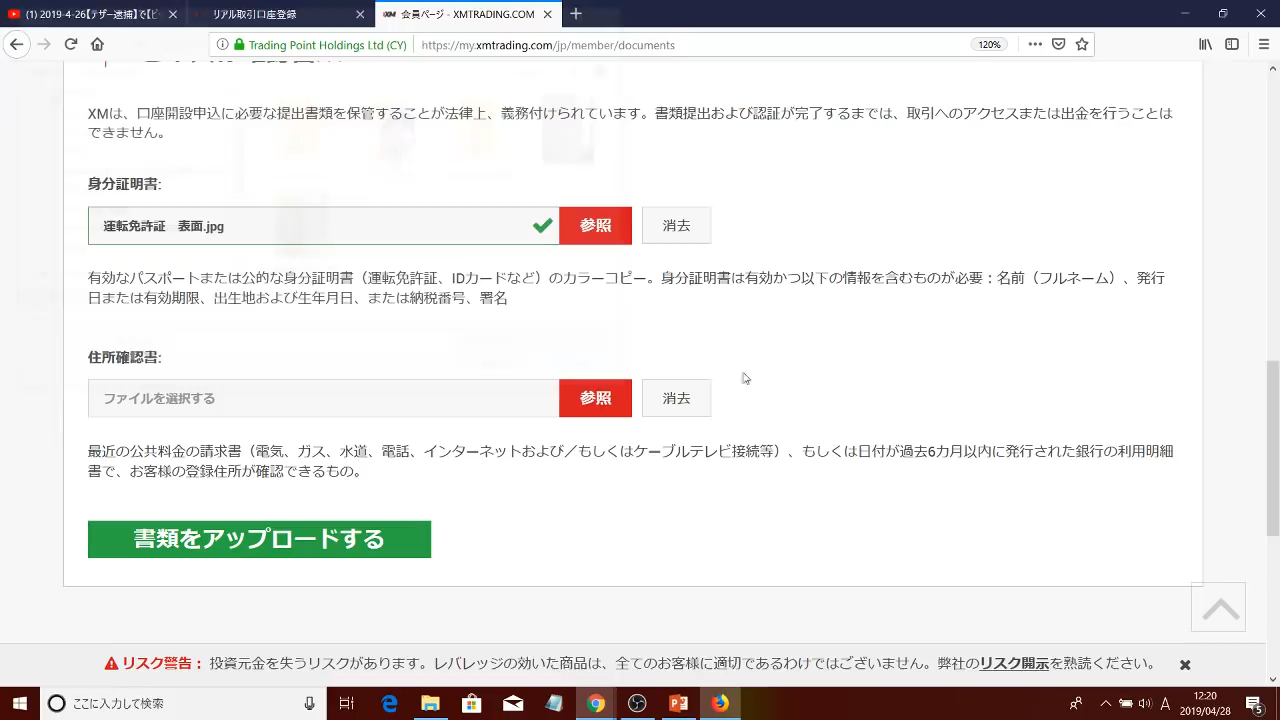 (1) 2019-4-26【テザー逮捕】で【ビ
リアル取引口座登録
会員ページ - XMTRADING.COM
Trading Point Holdings Ltd (CY)
https://my.xmtrading.com/jp/member/documents
120%
XMは、口座開設申込に必要な提出書類を保管することが法律上、義務付けられています。書類提出および認証が完了するまでは、取引へのアクセスまたは出金を行うことは
できません。
身分証明書:
運転免許証　表面.jpg
参照
消去
有効なパスポートまたは公的な身分証明書（運転免許証、IDカードなど）のカラーコピー。身分証明書は有効かつ以下の情報を含むものが必要：名前（フルネーム）、発行
日または有効期限、出生地および生年月日、または納税番号、署名
住所確認書:
ファイルを選択する
参照
消去
最近の公共料金の請求書（電気、ガス、水道、電話、インターネットおよび／もしくはケーブルテレビ接続等）、もしくは日付が過去6カ月以内に発行された銀行の利用明細
書で、お客様の登録住所が確認できるもの。
書類をアップロードする
リスク警告： 投資元金を失うリスクがあります。レバレッジの効いた商品は、全てのお客様に適切であるわけではございません。弊社のリスク開示を熟読ください。
ここに入力して検索
A
12:20
2019/04/28
5